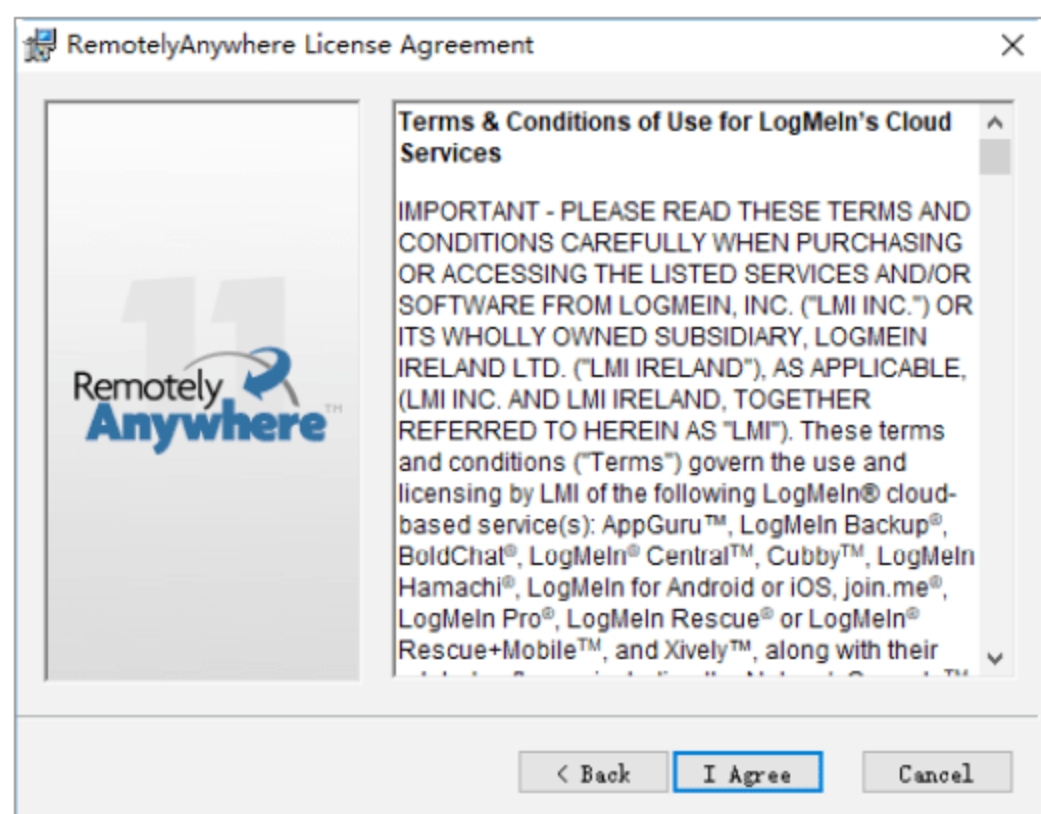 RemotelyAnywhere License Agreement
11
Remotely
Anywhere™
Terms & Conditions of Use for LogMeIn's Cloud
Services
IMPORTANT - PLEASE READ THESE TERMS AND
CONDITIONS CAREFULLY WHEN PURCHASING
OR ACCESSING THE LISTED SERVICES AND/OR
SOFTWARE FROM LOGMEIN, INC. ("LMI INC.") OR
ITS WHOLLY OWNED SUBSIDIARY, LOGMEIN
IRELAND LTD. ("LMI IRELAND"), AS APPLICABLE,
(LMI INC. AND LMI IRELAND, TOGETHER
REFERRED TO HEREIN AS "LMI"). These terms
and conditions ("Terms") govern the use and
licensing by LMI of the following LogMeIn® cloud-
based service(s): AppGuru™, LogMeIn Backup®,
BoldChat®, LogMeIn® Central™, Cubby™, LogMeIn
Hamachi®, LogMeIn for Android or iOS, join.me®,
LogMeIn Pro®, LogMeIn Rescue® or LogMeIn®
Rescue+Mobile™, and Xively™, along with their
< Back
I Agree
Cancel